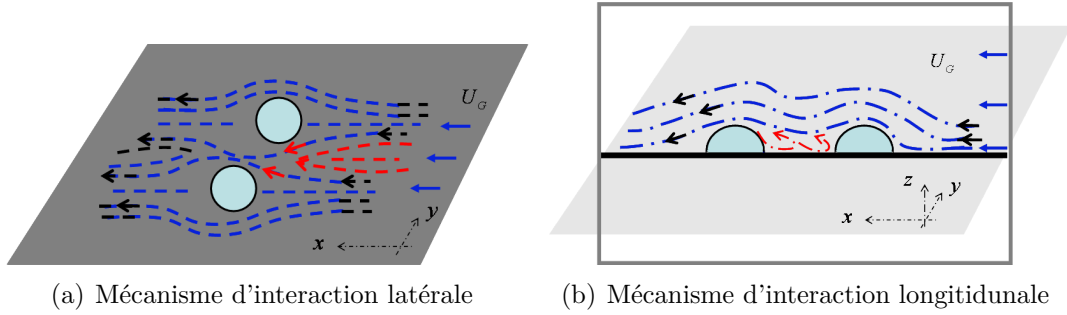 U_G
y
x
U_G
z
y
x
(a) Mécanisme d'interaction latérale
(b) Mécanisme d'interaction longitidunale